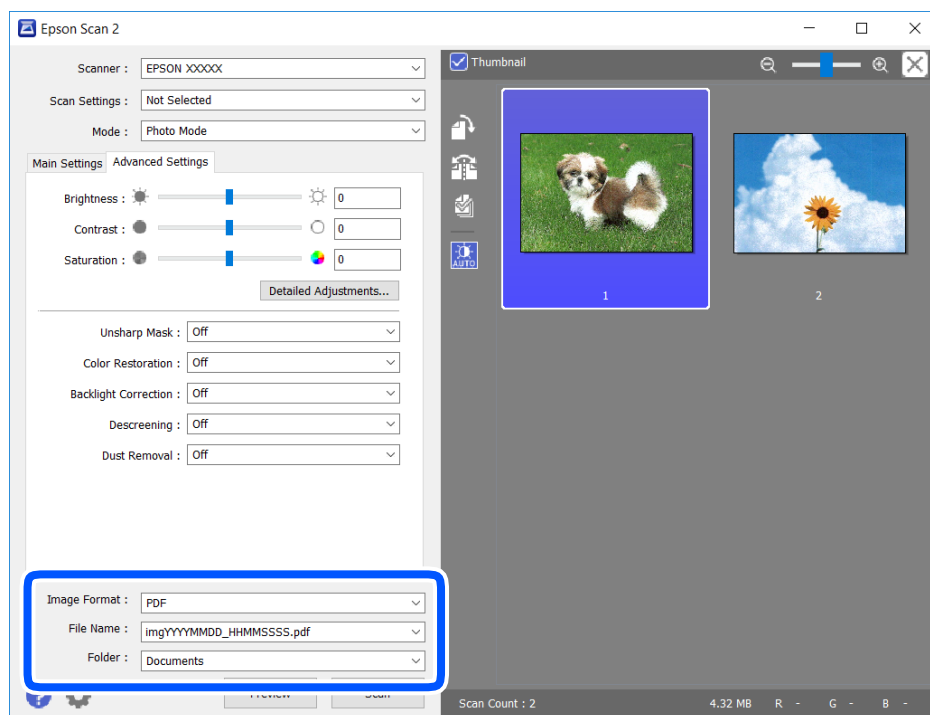 Epson Scan 2
Scanner : EPSON XXXXX
Scan Settings : Not Selected
Mode : Photo Mode
Main Settings Advanced Settings
Brightness : 0
Contrast : 0
Saturation : 0
Detailed Adjustments...
Unsharp Mask : Off
Color Restoration : Off
Backlight Correction : Off
Descreening : Off
Dust Removal : Off
Image Format : PDF
File Name : imgYYYYMMDD_HHMMSSSS.pdf
Folder : Documents
Preview Scan
Thumbnail
AUTO
1 2
Scan Count : 2 4.32 MB R - G - B -